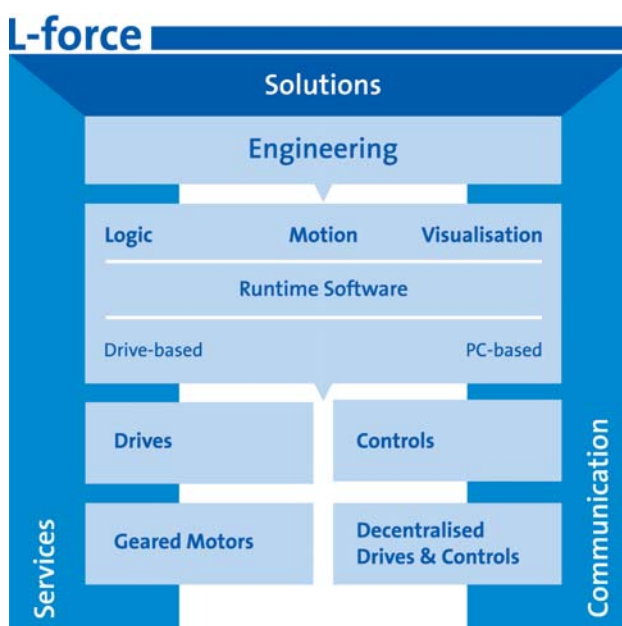 L-force
Solutions
Engineering
Logic Motion Visualisation
Runtime Software
Drive-based PC-based
Drives Controls
Geared Motors Decentralised
Drives & Controls
Services
Communication